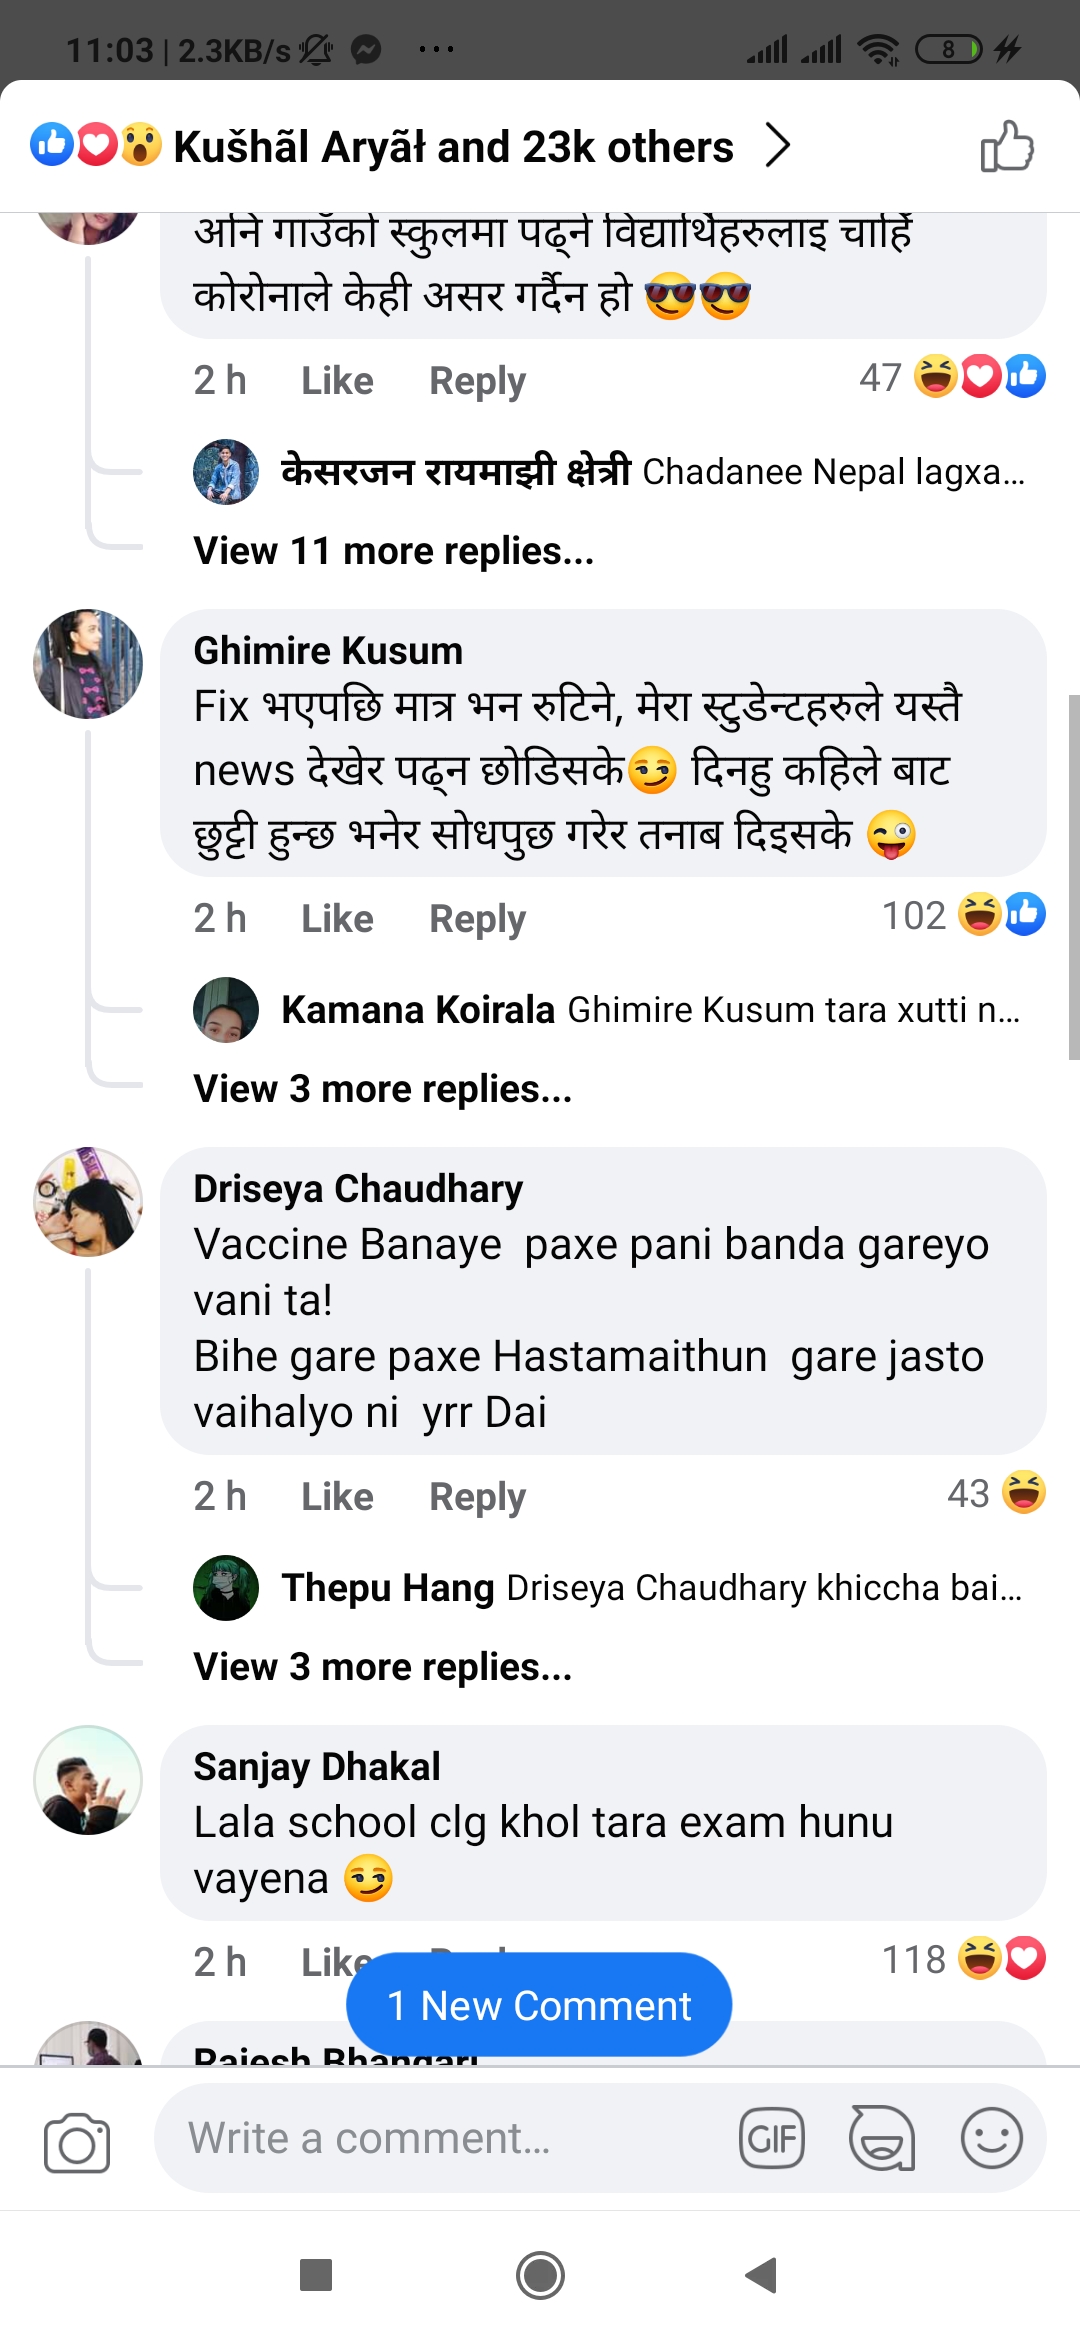 11:03 | 2.3KB/s
8
Kušhãl Aryãł and 23k others
अनि गाउँको स्कुलमा पढ्ने विद्यार्थिहरुलाइ चाहिँ
कोरोनाले केही असर गर्दैन हो 😎😎
2 h Like Reply 47
केसरजन रायमाझी क्षेत्री Chadanee Nepal lagxa...
View 11 more replies...
Ghimire Kusum
Fix भएपछि मात्र भन रुटिने, मेरा स्टुडेन्टहरुले यस्तै
news देखेर पढ्न छोडिसके😏 दिनहु कहिले बाट
छुट्टी हुन्छ भनेर सोधपुछ गरेर तनाब दिइसके 😜
2 h Like Reply 102
Kamana Koirala Ghimire Kusum tara xutti n...
View 3 more replies...
Driseya Chaudhary
Vaccine Banaye paxe pani banda gareyo
vani ta!
Bihe gare paxe Hastamaithun gare jasto
vaihalyo ni yrr Dai
2 h Like Reply 43
Thepu Hang Driseya Chaudhary khiccha bai...
View 3 more replies...
Sanjay Dhakal
Lala school clg khol tara exam hunu
vayena 😏
2 h Like 118
1 New Comment
Rajesh Bhandari
Write a comment...
GIF